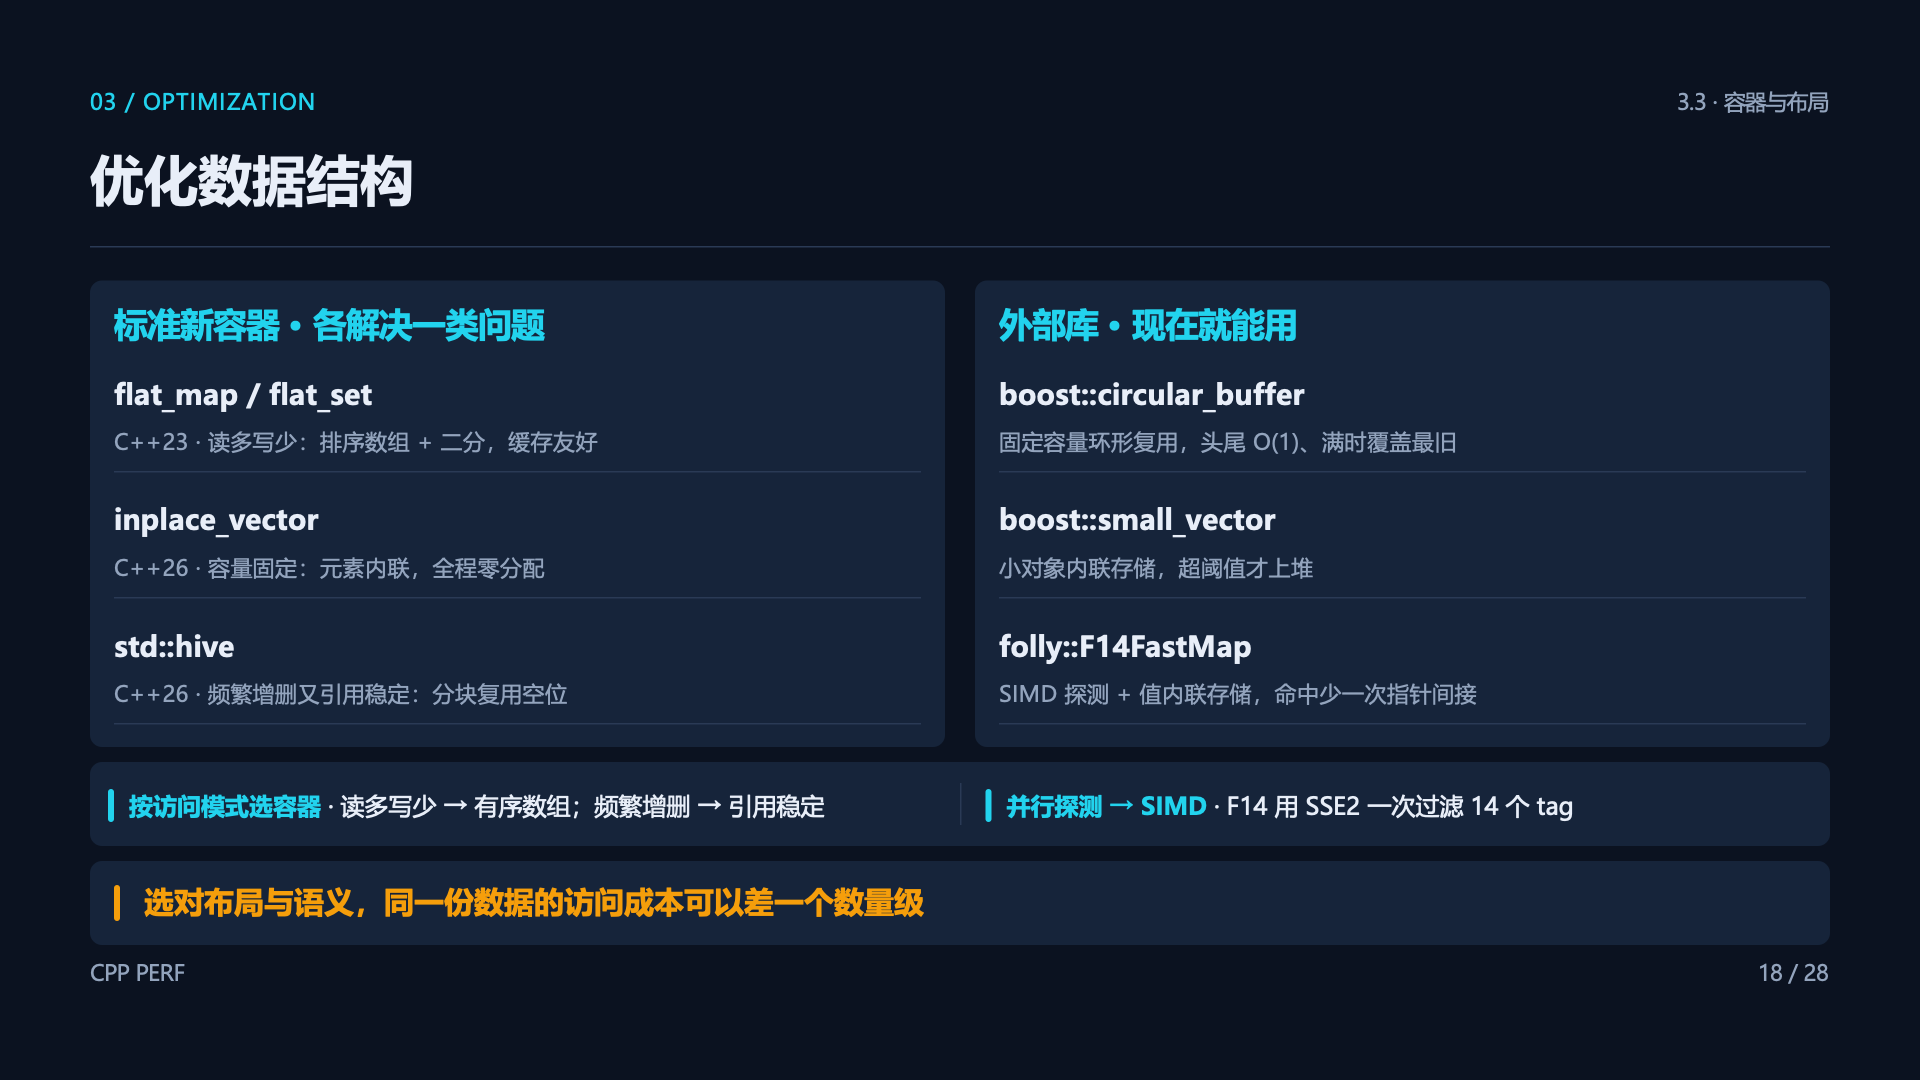 03 / OPTIMIZATION
3.3 · 容器与布局
优化数据结构
标准新容器 • 各解决一类问题
flat_map / flat_set
C++23 · 读多写少：排序数组 + 二分，缓存友好
inplace_vector
C++26 · 容量固定：元素内联，全程零分配
std::hive
C++26 · 频繁增删又引用稳定：分块复用空位
外部库 • 现在就能用
boost::circular_buffer
固定容量环形复用，头尾 O(1)、满时覆盖最旧
boost::small_vector
小对象内联存储，超阈值才上堆
folly::F14FastMap
SIMD 探测 + 值内联存储，命中少一次指针间接
按访问模式选容器 · 读多写少 → 有序数组；频繁增删 → 引用稳定
并行探测 → SIMD · F14 用 SSE2 一次过滤 14 个 tag
选对布局与语义，同一份数据的访问成本可以差一个数量级
CPP PERF
18 / 28